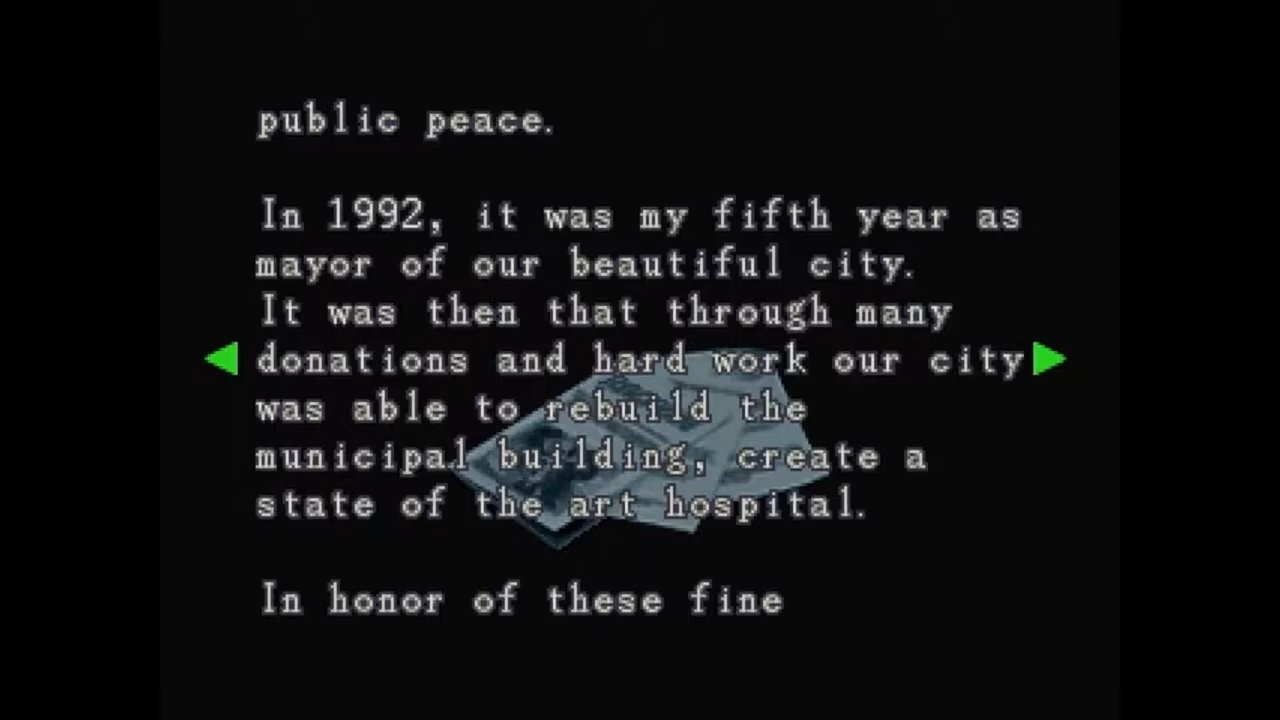 public peace.
In 1992, it was my fifth year as
mayor of our beautiful city.
It was then that through many
donations and hard work our city
was able to rebuild the
municipal building, create a
state of the art hospital.
In honor of these fine